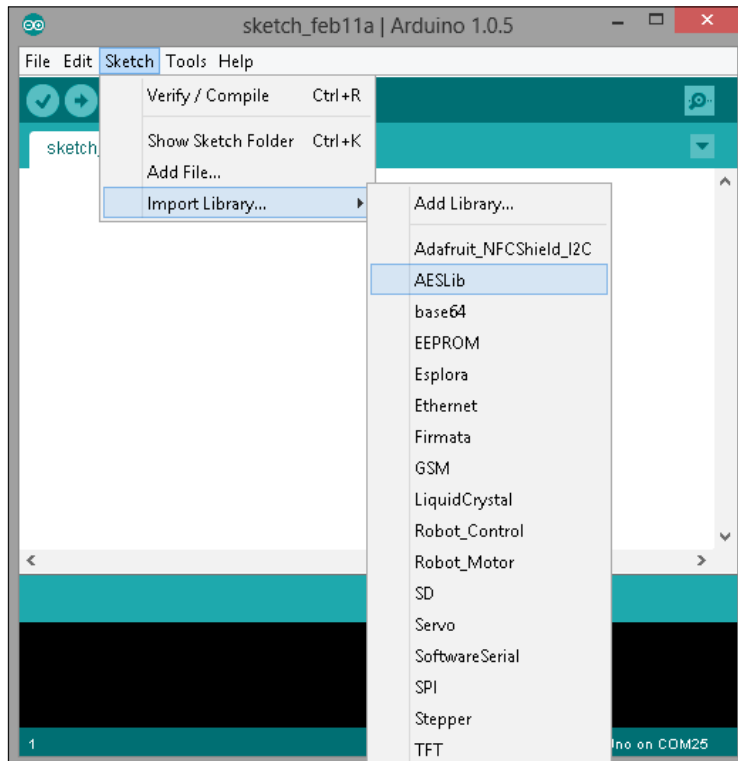 sketch_feb11a | Arduino 1.0.5
File Edit Sketch Tools Help
Verify / Compile Ctrl+R
Show Sketch Folder Ctrl+K
sketch_
Add File...
Import Library...
Add Library...
Adafruit_NFCShield_I2C
AESLib
base64
EEPROM
Esplora
Ethernet
Firmata
GSM
LiquidCrystal
Robot_Control
Robot_Motor
SD
Servo
SoftwareSerial
SPI
Stepper
TFT
1
on COM25